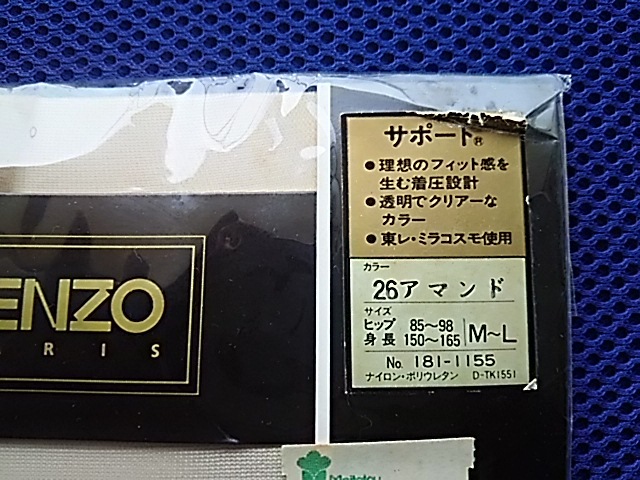 ENZO
ARIS
サポート®
●理想のフィット感を
生む着圧設計
●透明でクリアーな
カラー
●東レ・ミラコスモ使用
カラー
26アマンド
サイズ
ヒップ 85〜98
身長 150〜165
M〜L
No. 181-1155
ナイロン・ポリウレタン D-TK1551